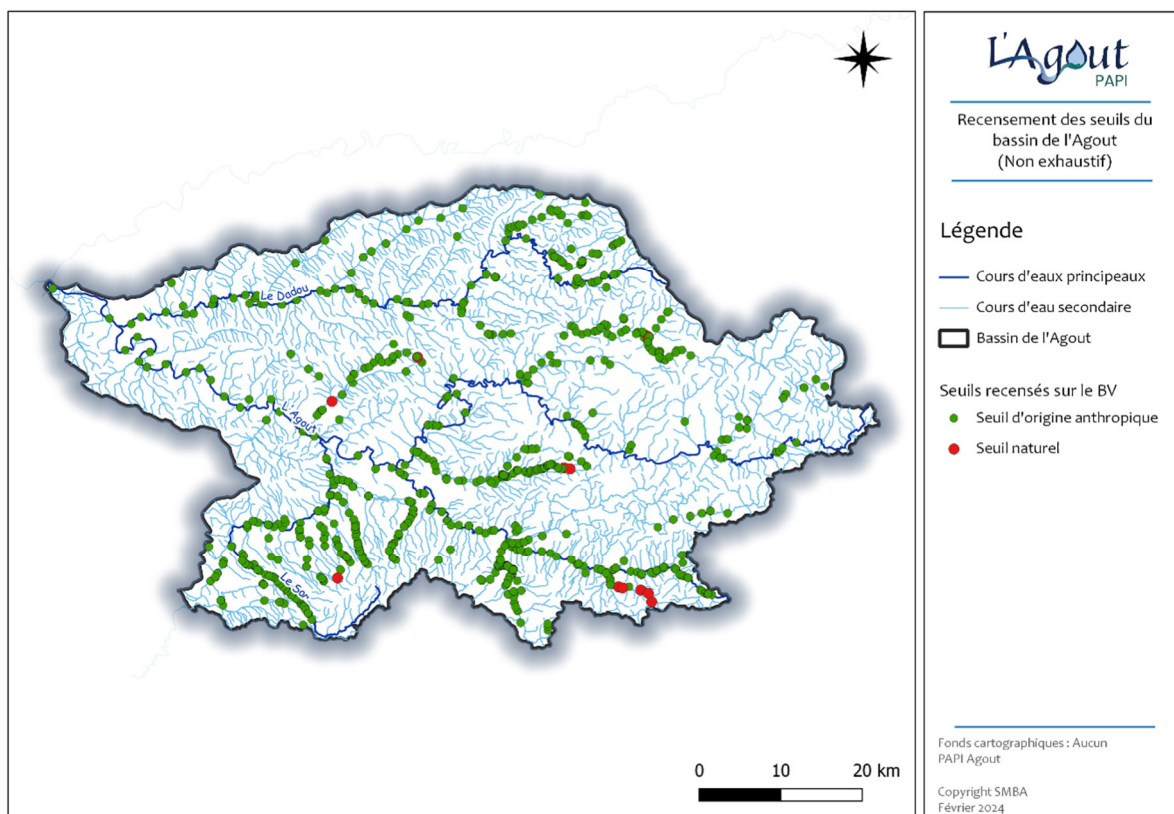 Le Dadou
L'Agout
Le Sor
0 10 20 km
L'Agout
PAPI
Recensement des seuils du
bassin de l'Agout
(Non exhaustif)
Légende
Cours d'eaux principeaux
Cours d'eau secondaire
Bassin de l'Agout
Seuils recensés sur le BV
Seuil d'origine anthropique
Seuil naturel
Fonds cartographiques : Aucun
PAPI Agout
Copyright SMBA
Février 2024